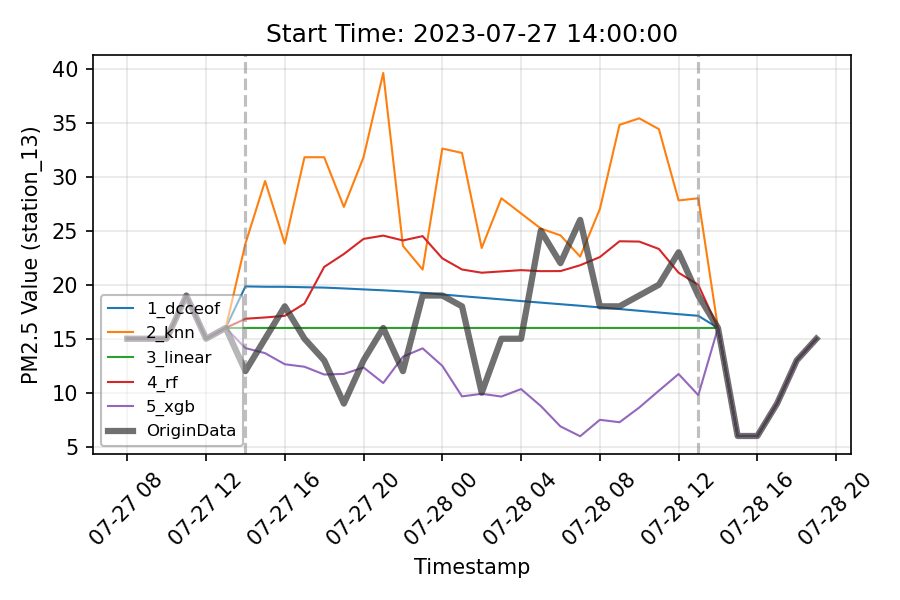 Start Time: 2023-07-27 14:00:00
PM2.5 Value (station_13)
40
35
30
25
20
15
10
5
1_dcceof
2_knn
3_linear
4_rf
5_xgb
OriginData
07-27 08
07-27 12
07-27 16
07-27 20
07-28 00
07-28 04
07-28 08
07-28 12
07-28 16
07-28 20
Timestamp